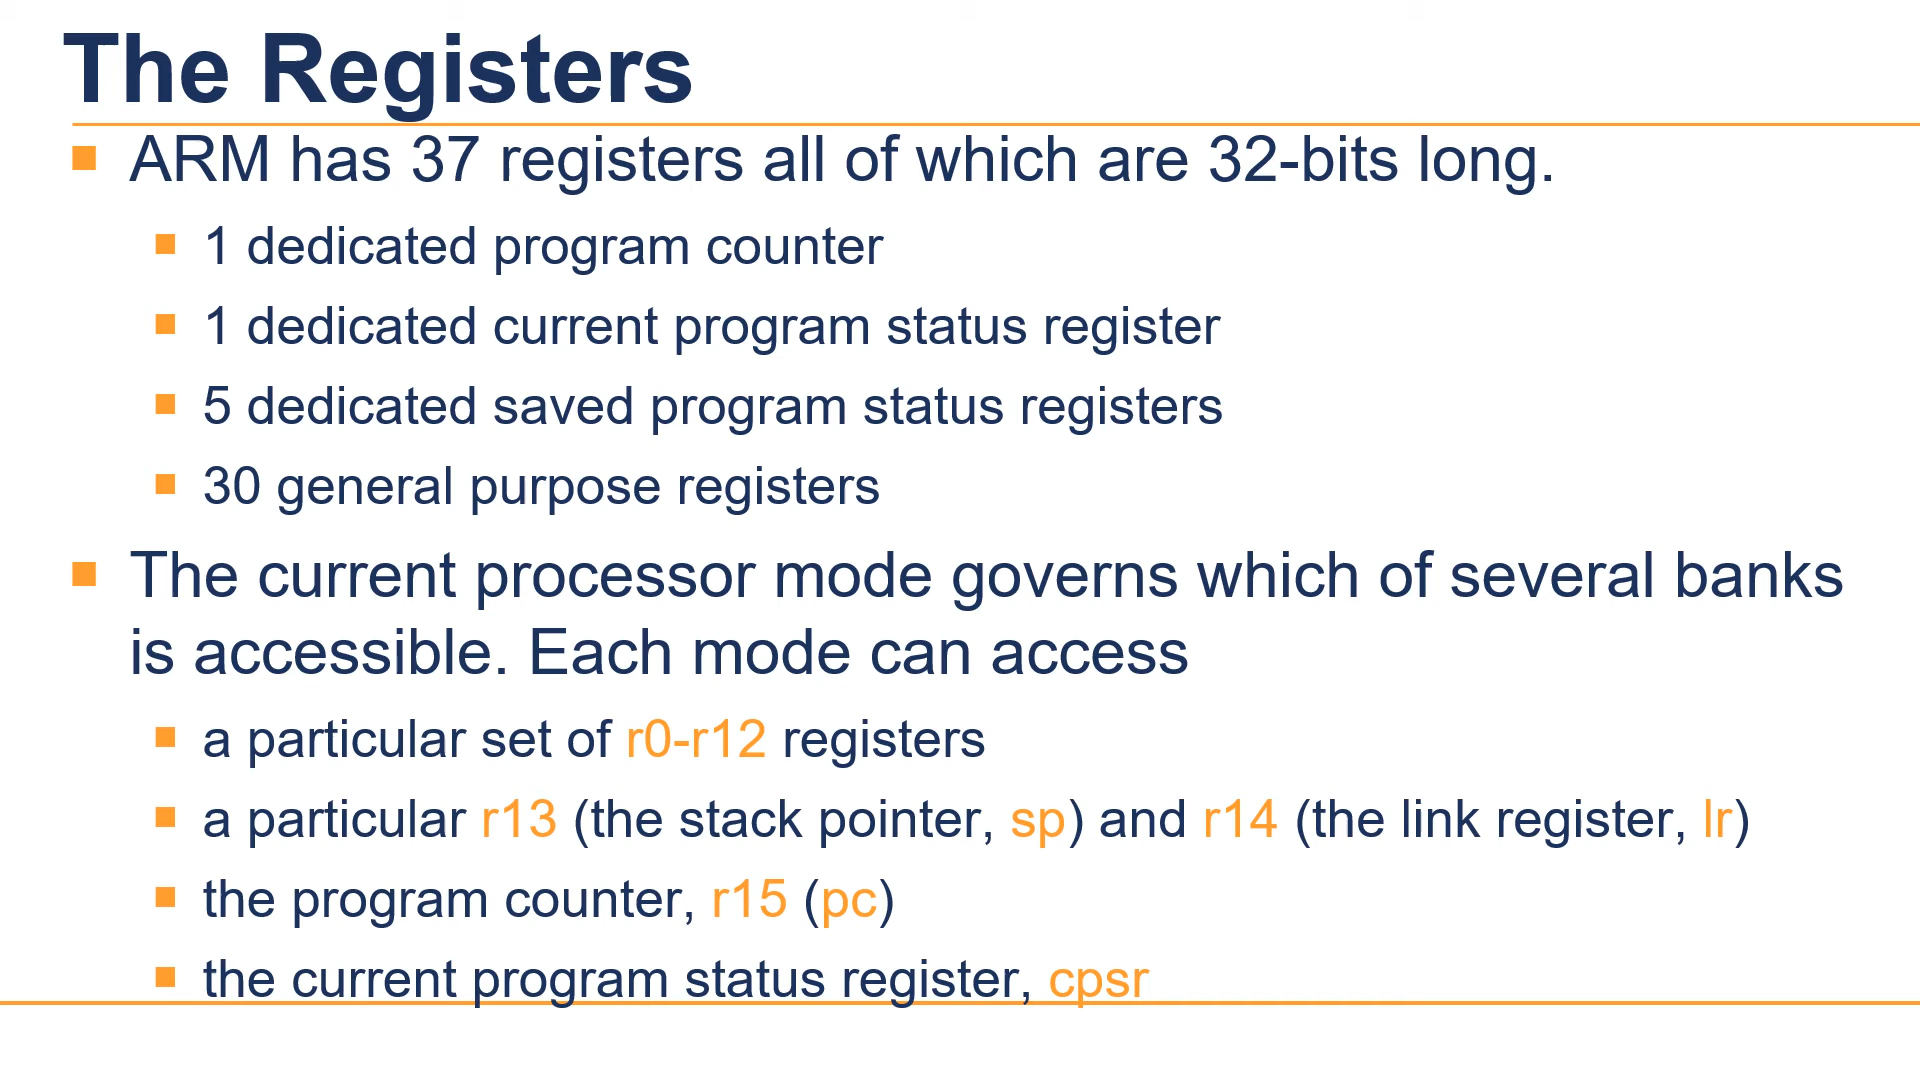 The Registers
ARM has 37 registers all of which are 32-bits long.
1 dedicated program counter
1 dedicated current program status register
5 dedicated saved program status registers
30 general purpose registers
The current processor mode governs which of several banks
is accessible. Each mode can access
a particular set of r0-r12 registers
a particular r13 (the stack pointer, sp) and r14 (the link register, lr)
the program counter, r15 (pc)
the current program status register, cpsr